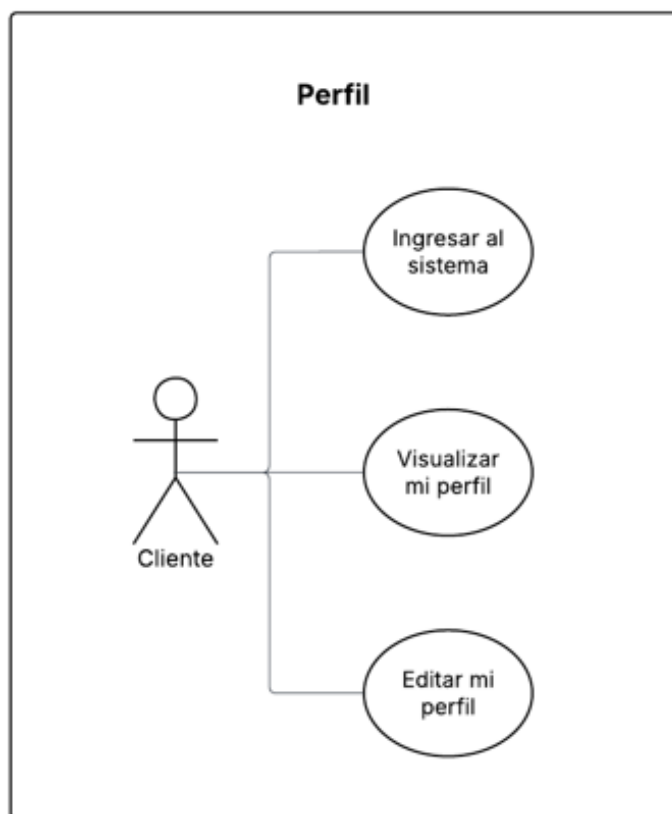 Perfil
Ingresar al
sistema
Visualizar
mi perfil
Cliente
Editar mi
perfil